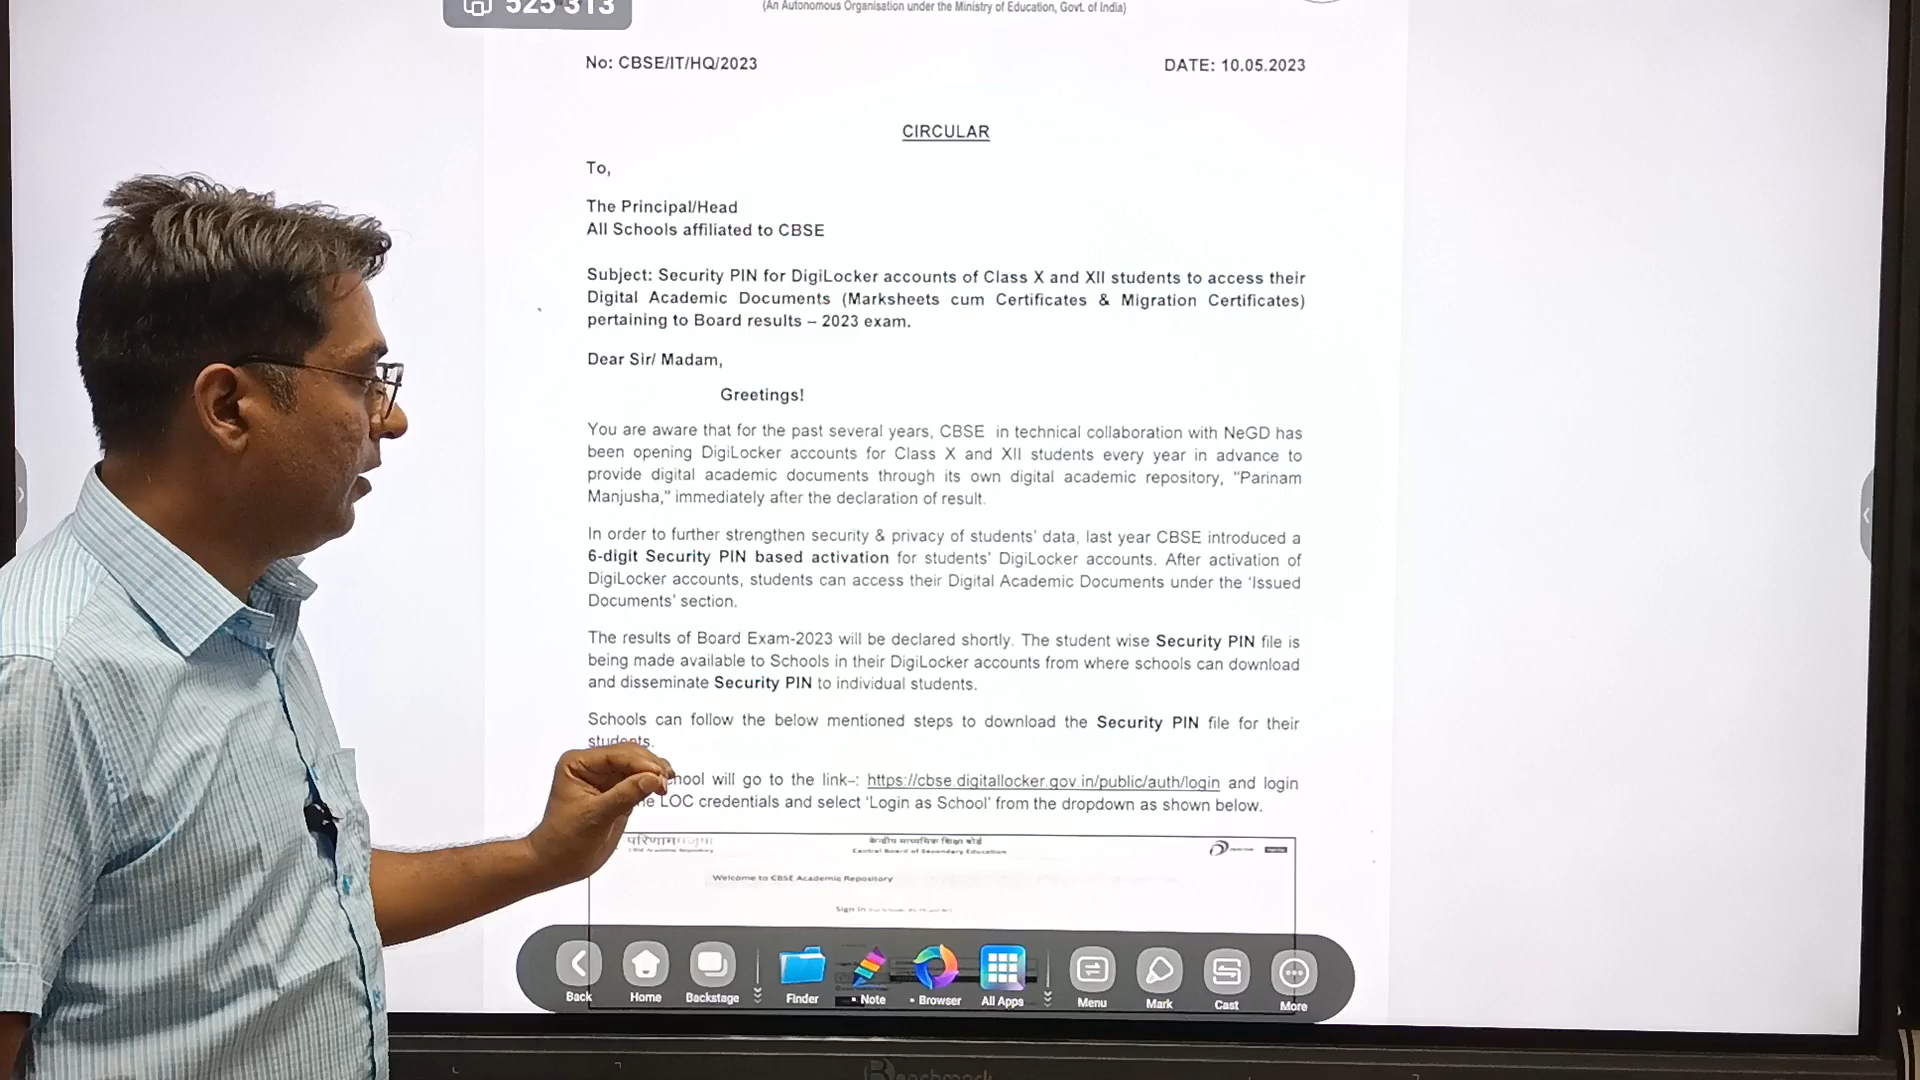 525 313
(An Autonomous Organisation under the Ministry of Education, Govt. of India)
No: CBSE/IT/HQ/2023
DATE: 10.05.2023
CIRCULAR
To,
The Principal/Head
All Schools affiliated to CBSE
Subject: Security PIN for DigiLocker accounts of Class X and XII students to access their
Digital Academic Documents (Marksheets cum Certificates & Migration Certificates)
pertaining to Board results – 2023 exam.
Dear Sir/ Madam,
Greetings!
You are aware that for the past several years, CBSE in technical collaboration with NeGD has
been opening DigiLocker accounts for Class X and XII students every year in advance to
provide digital academic documents through its own digital academic repository, "Parinam
Manjusha," immediately after the declaration of result.
In order to further strengthen security & privacy of students' data, last year CBSE introduced a
6-digit Security PIN based activation for students' DigiLocker accounts. After activation of
DigiLocker accounts, students can access their Digital Academic Documents under the 'Issued
Documents' section.
The results of Board Exam-2023 will be declared shortly. The student wise Security PIN file is
being made available to Schools in their DigiLocker accounts from where schools can download
and disseminate Security PIN to individual students.
Schools can follow the below mentioned steps to download the Security PIN file for their
students.
will go to the link-: https://cbse.digitallocker.gov.in/public/auth/login and login
LOC credentials and select 'Login as School' from the dropdown as shown below.
परिणाम मंजूषा
केन्द्रीय माध्यमिक शिक्षा बोर्ड
Central Board of Secondary Education
Welcome to CBSE Academic Repository
Sign In
Back
Home
Backstage
Finder
Note
Browser
All Apps
Menu
Mark
Cast
More
Benchmark